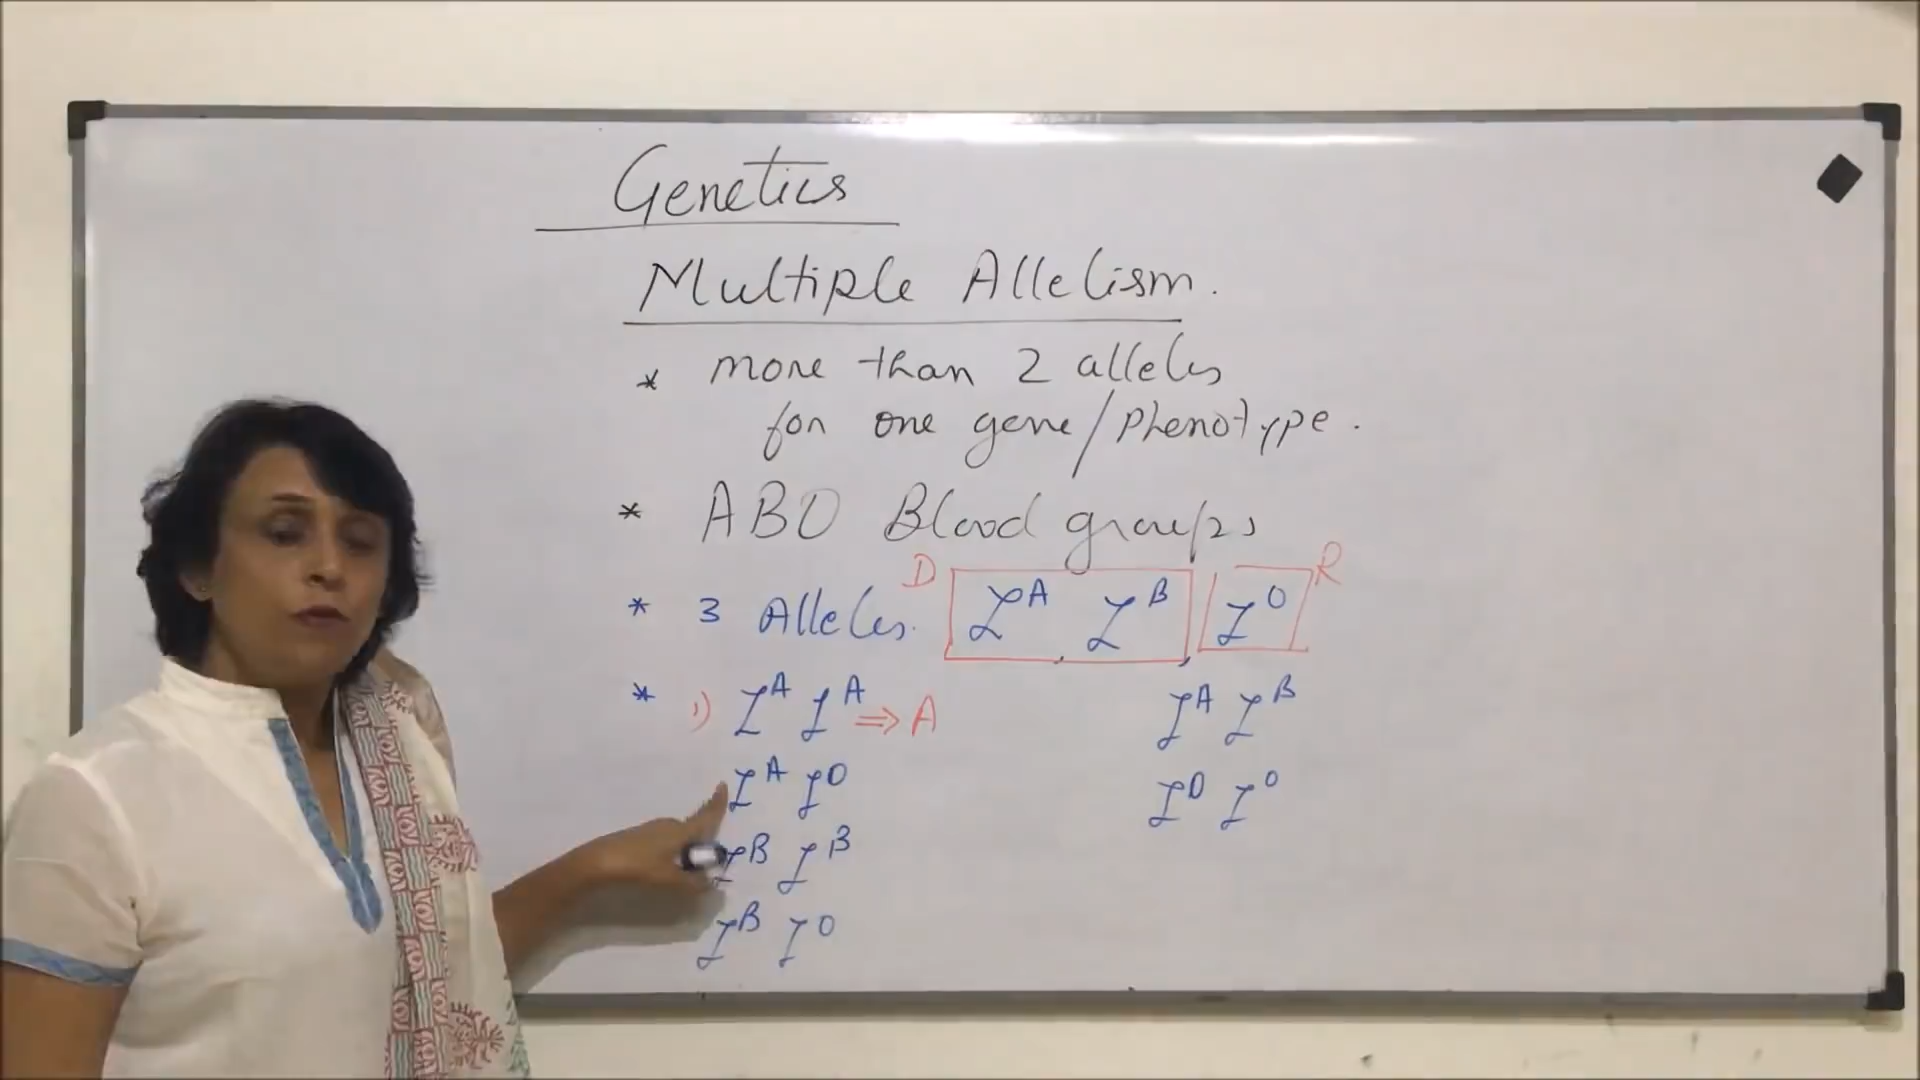 Genetics
Multiple Allelism.
* more than 2 alleles
for one gene/Phenotype.
* ABO Blood groups
* 3 Alleles. D I^A I^B, I^O R
* 1) I^A I^A ⇒ A
I^A I^O
I^B I^B
I^B I^O
I^A I^B
I^O I^O